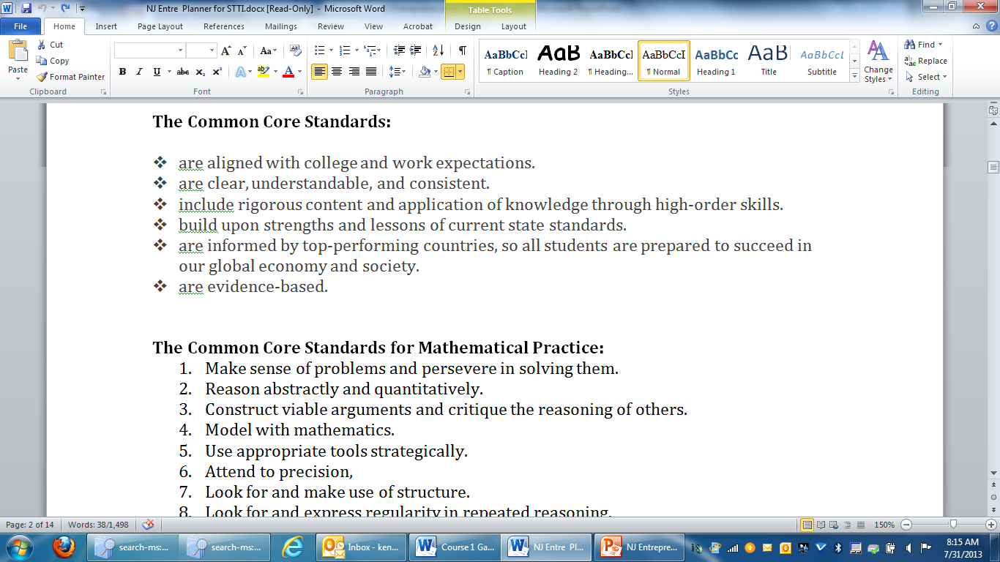 NJ Entre Planner for STTI.docx [Read-Only] - Microsoft Word
Table Tools
File Home Insert Page Layout References Mailings Review View Acrobat Design Layout
Paste
Cut
Copy
Format Painter
Clipboard
Font
Paragraph
AaBbCcI AaB AaBbCcI AaBbCcI AaBbCc AaB AaBbCcL
¶ Caption Heading 2 ¶ Heading... ¶ Normal Heading 1 Title Subtitle
Styles
Change
Styles
Find
Replace
Select
Editing
The Common Core Standards:
are aligned with college and work expectations.
are clear, understandable, and consistent.
include rigorous content and application of knowledge through high-order skills.
build upon strengths and lessons of current state standards.
are informed by top-performing countries, so all students are prepared to succeed in
our global economy and society.
are evidence-based.
The Common Core Standards for Mathematical Practice:
1. Make sense of problems and persevere in solving them.
2. Reason abstractly and quantitatively.
3. Construct viable arguments and critique the reasoning of others.
4. Model with mathematics.
5. Use appropriate tools strategically.
6. Attend to precision,
7. Look for and make use of structure.
8. Look for and express regularity in repeated reasoning.
Page: 2 of 14 Words: 38/1,498 150%
search-ms:... search-ms:... Inbox - ken... Course 1 Ga... NJ Entre Pl... NJ Entrepre... 8:15 AM
7/31/2013